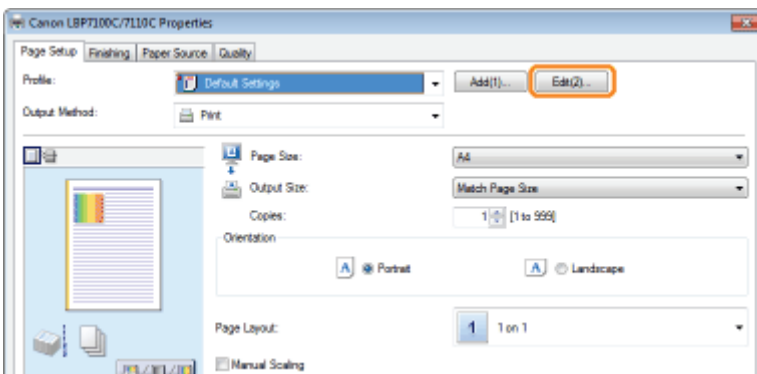 Canon LBP7100C/7110C Properties
Page Setup Finishing Paper Source Quality
Profile: Default Settings Add(1)... Edit(2)...
Output Method: Print
Page Size: A4
Output Size: Match Page Size
Copies: 1 [1 to 999]
Orientation
A Portrait A Landscape
Page Layout: 1 1 on 1
Manual Scaling